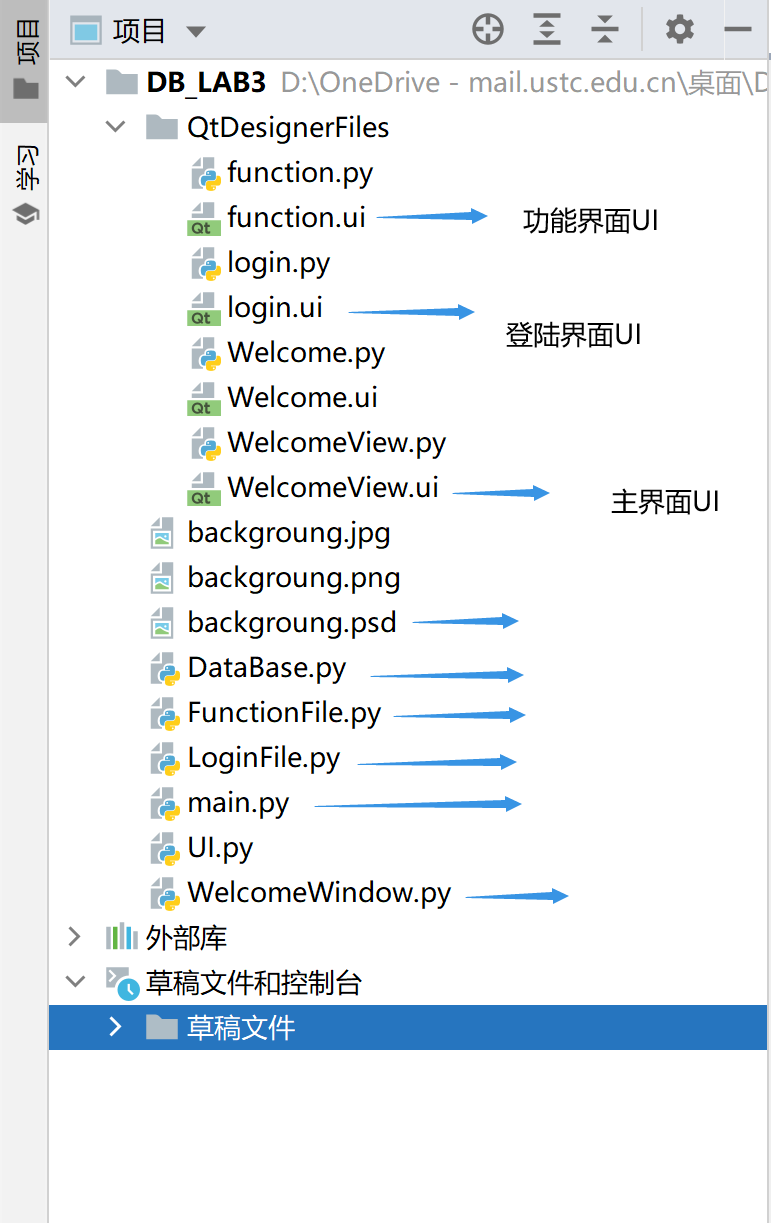 项目
学习
项目
DB_LAB3 D:\OneDrive - mail.ustc.edu.cn\桌面\D
QtDesignerFiles
function.py
function.ui 功能界面UI
login.py
login.ui 登陆界面UI
Welcome.py
Welcome.ui
WelcomeView.py
WelcomeView.ui 主界面UI
backgroung.jpg
backgroung.png
backgroung.psd
DataBase.py
FunctionFile.py
LoginFile.py
main.py
UI.py
WelcomeWindow.py
外部库
草稿文件和控制台
草稿文件
Qt
Qt
Qt
Qt